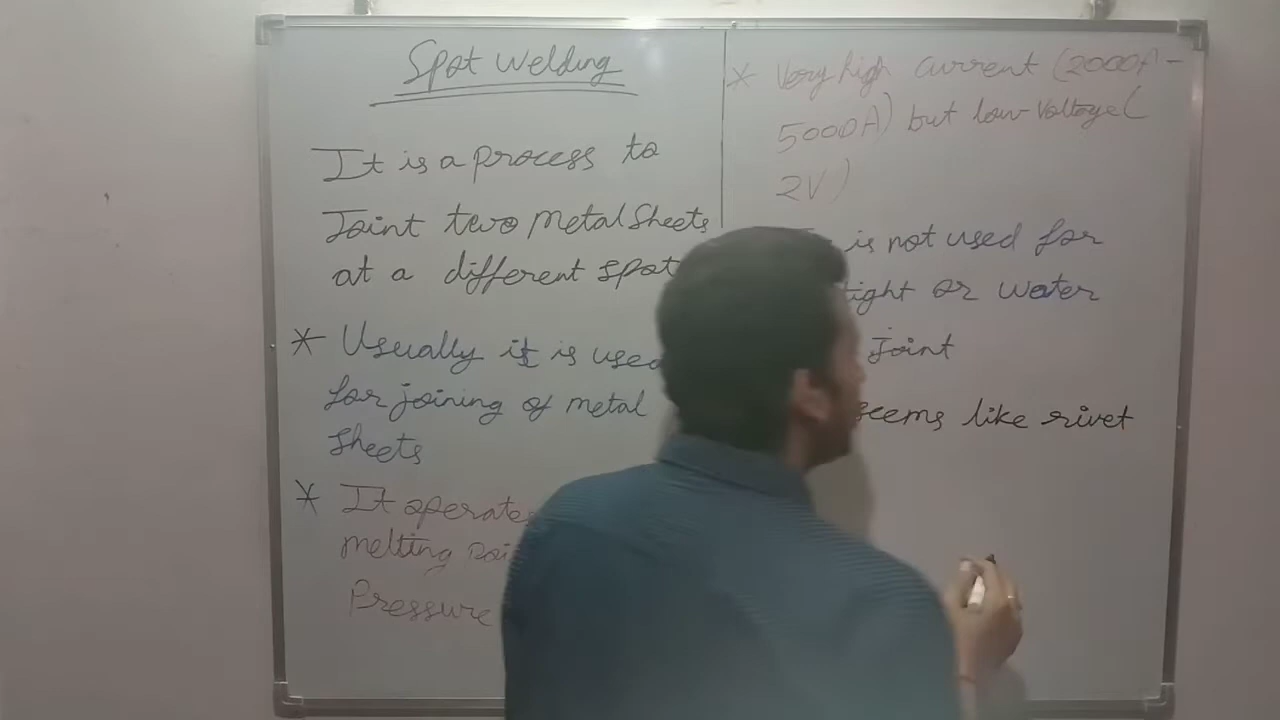 Spot Welding
It is a process to
Joint two metal sheets
at a different spot
* Usually it is used
for joining of metal
sheets
* It operates
melting
Pressure
* Very high current (2000A -
5000A) but low voltage (
2V)
is not used for
tight or water
Joint
seems like rivet